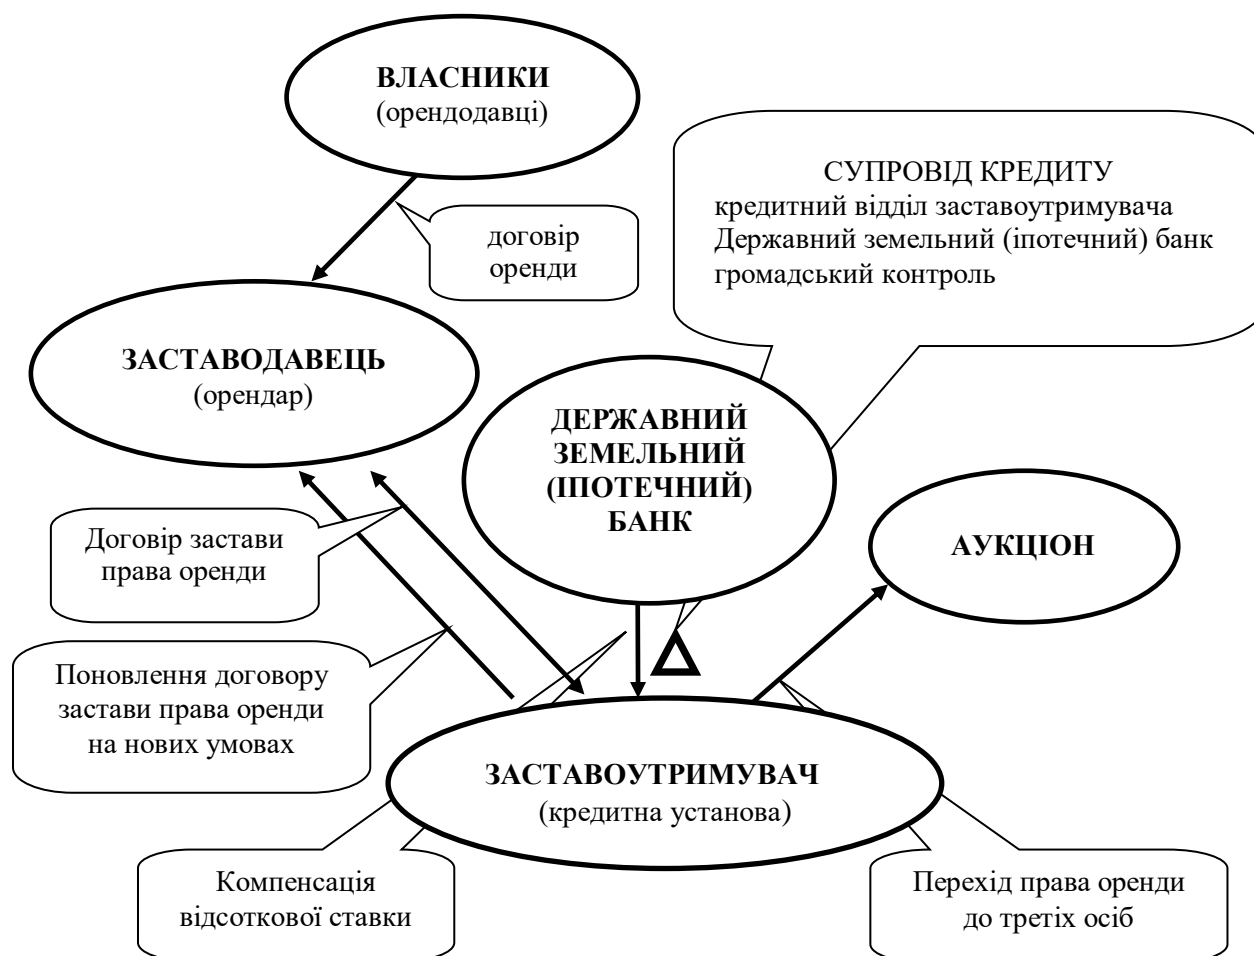 ВЛАСНИКИ
(орендодавці)
СУПРОВІД КРЕДИТУ
кредитний відділ заставоутримувача
Державний земельний (іпотечний) банк
громадський контроль
договір
оренди
ЗАСТАВОДАВЕЦЬ
(орендар)
ДЕРЖАВНИЙ
ЗЕМЕЛЬНИЙ
(ІПОТЕЧНИЙ)
БАНК
Договір застави
права оренди
АУКЦІОН
Поновлення договору
застави права оренди
на нових умовах
ЗАСТАВОУТРИМУВАЧ
(кредитна установа)
Компенсація
відсоткової ставки
Перехід права оренди
до третіх осіб